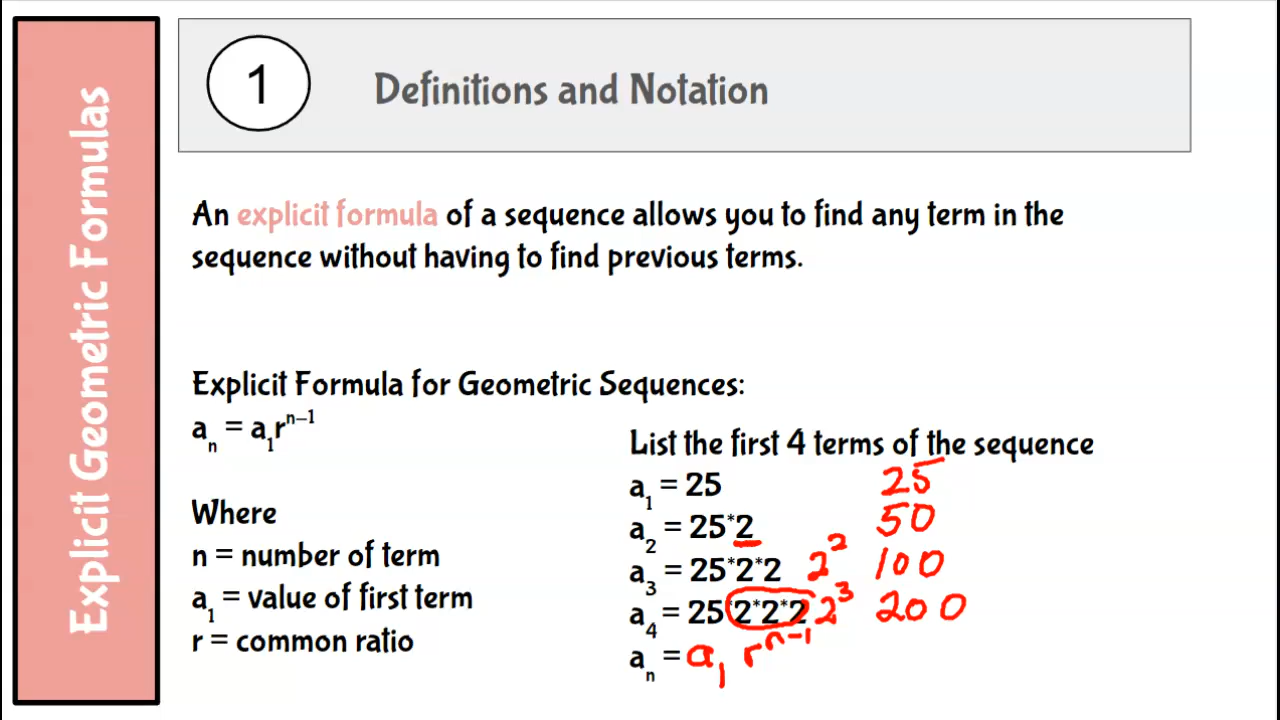 Explicit Geometric Formulas
1
Definitions and Notation
An explicit formula of a sequence allows you to find any term in the
sequence without having to find previous terms.
Explicit Formula for Geometric Sequences:
aₙ = a₁rⁿ⁻¹
Where
n = number of term
a₁ = value of first term
r = common ratio
List the first 4 terms of the sequence
a₁ = 25 25
a₂ = 25*2 50
a₃ = 25*2*2 2² 100
a₄ = 25*2*2*2 2³ 200
aₙ = a₁ rⁿ⁻¹